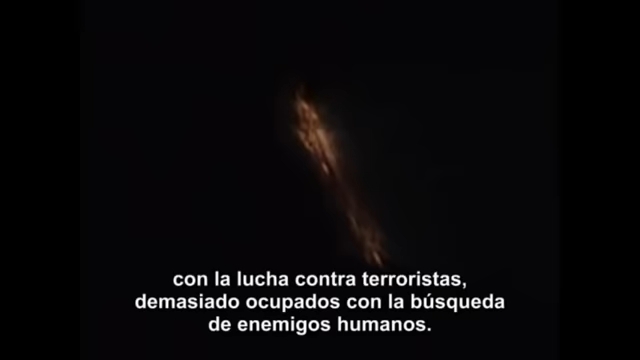 con la lucha contra terroristas,
demasiado ocupados con la búsqueda
de enemigos humanos.